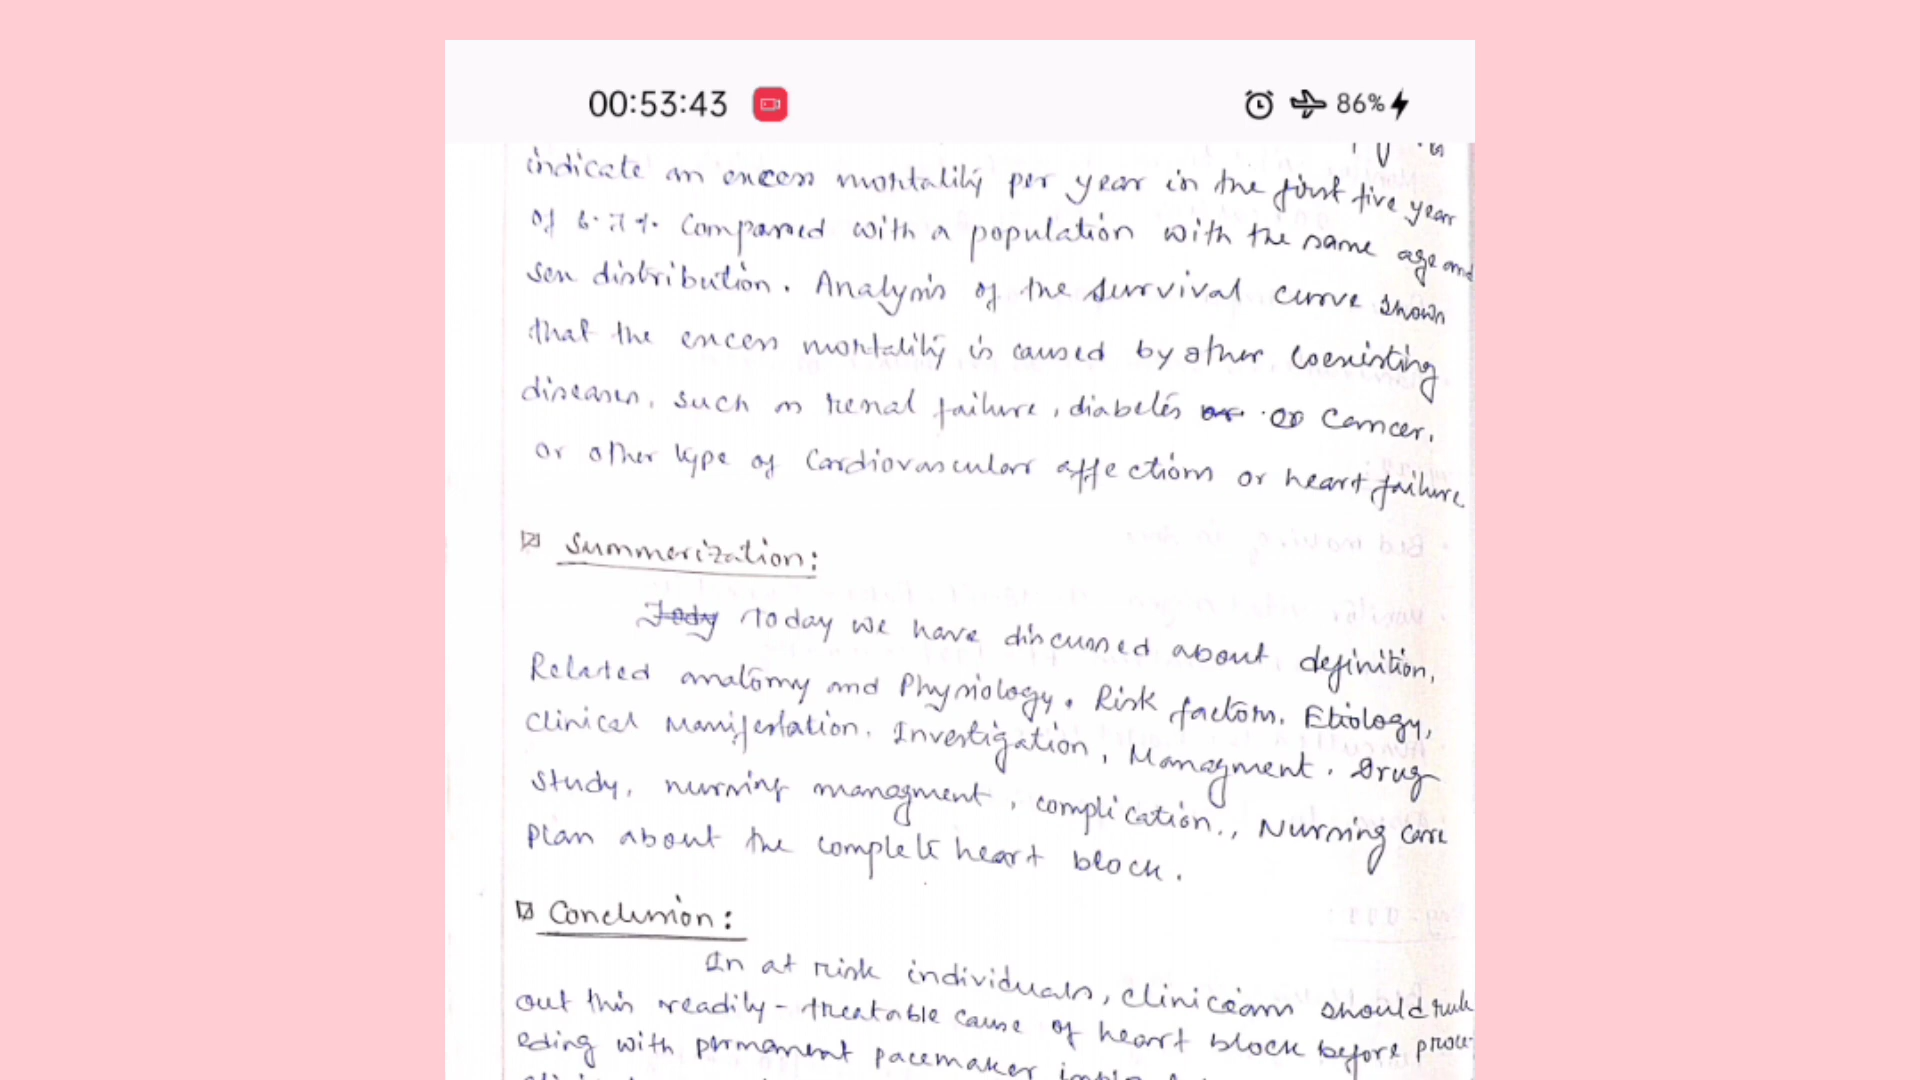 00:53:43
86%
indicate an excess mortality per year in the first five year
of 6.7% Compared with a population with the same age and
sex distribution. Analysis of the survival curve shown
that the excess mortality is caused by other, Coexisting
diseases, such as renal failure, diabetes or or Cancer,
or other type of Cardiovascular affections or heart failure
Summerization:
Tody Today we have discussed about definition,
Related anatomy and Physiology. Risk factors. Etiology,
Clinical Manifestation. Investigation, Managment. Drug
study, nursing managment, complication., Nursing Care
plan about the complete heart block.
Conclusion:
In at risk individuals, clinicians should rule
out this readily-treatable cause of heart block before proce-
eding with permanent pacemaker